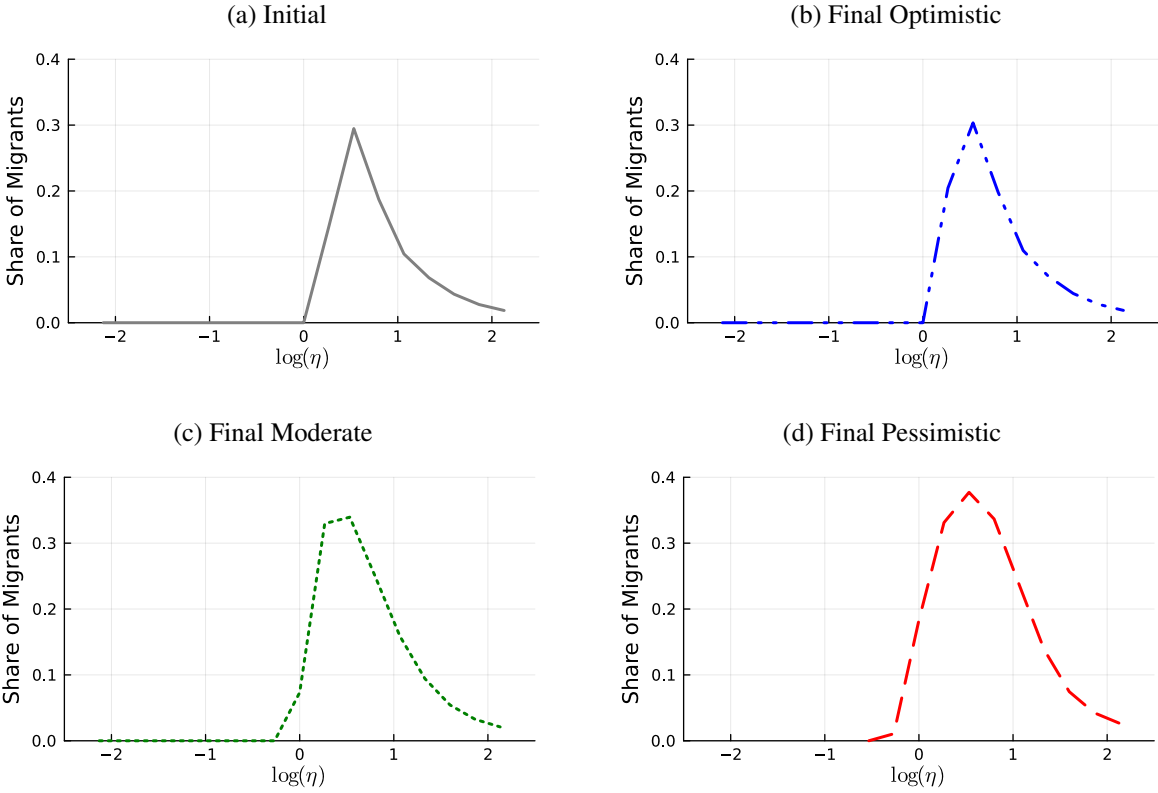 (a) Initial
Share of Migrants
0.4
0.3
0.2
0.1
0.0
−2 −1 0 1 2
log(η)
(b) Final Optimistic
Share of Migrants
0.4
0.3
0.2
0.1
0.0
−2 −1 0 1 2
log(η)
(c) Final Moderate
Share of Migrants
0.4
0.3
0.2
0.1
0.0
−2 −1 0 1 2
log(η)
(d) Final Pessimistic
Share of Migrants
0.4
0.3
0.2
0.1
0.0
−2 −1 0 1 2
log(η)